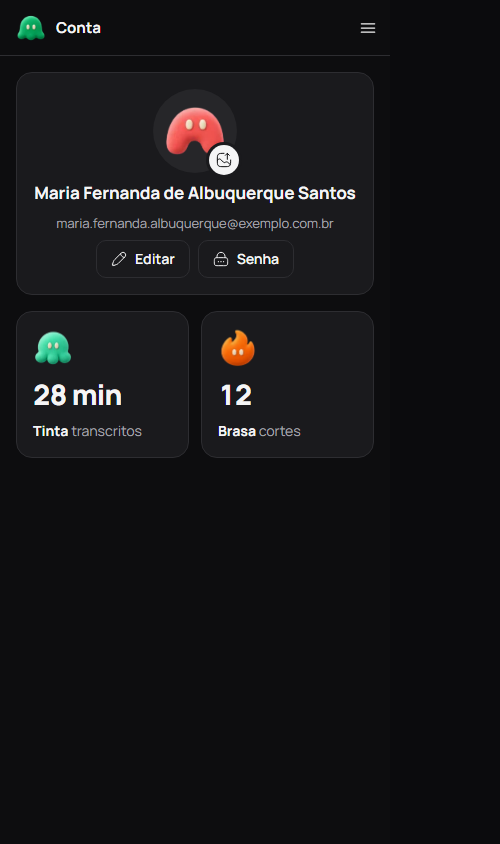 Conta
Maria Fernanda de Albuquerque Santos
maria.fernanda.albuquerque@exemplo.com.br
Editar
Senha
28 min
Tinta transcritos
12
Brasa cortes